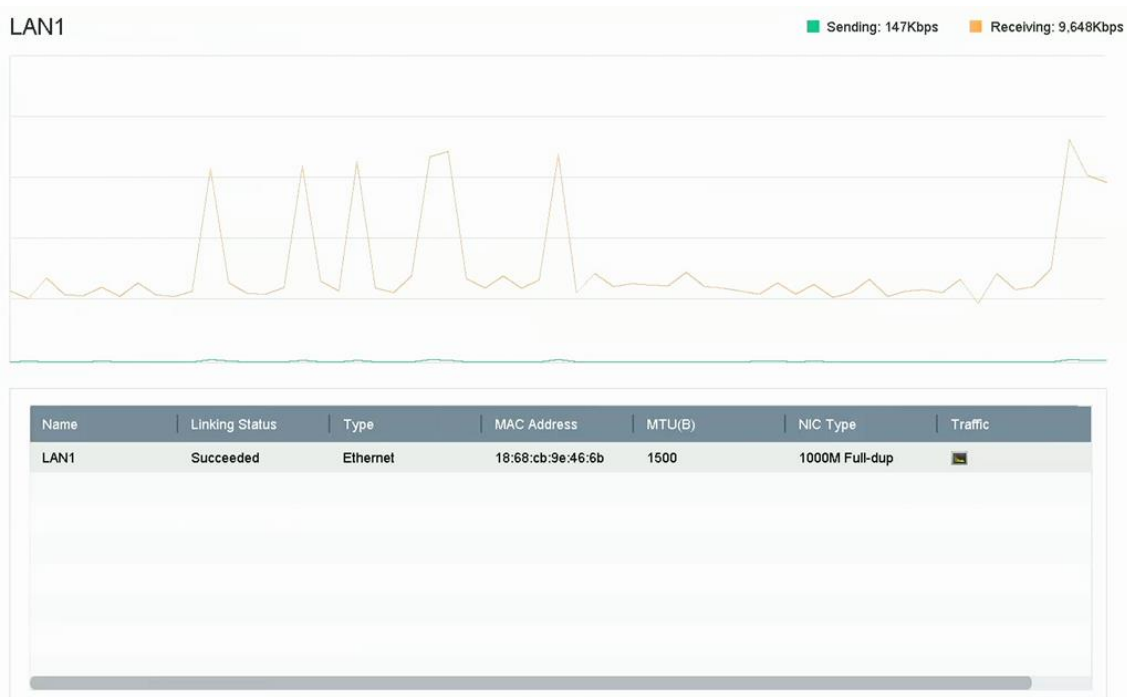 LAN1
Sending: 147Kbps Receiving: 9,648Kbps
Name Linking Status Type MAC Address MTU(B) NIC Type Traffic
LAN1 Succeeded Ethernet 18:68:cb:9e:46:6b 1500 1000M Full-dup